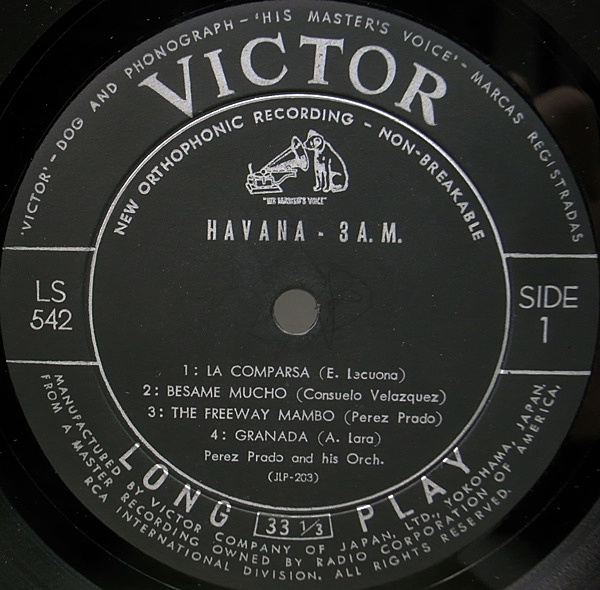 'VICTOR' - DOG AND PHONOGRAPH - 'HIS MASTER'S VOICE' - MARCAS REGISTRADAS
VICTOR
NEW ORTHOPHONIC RECORDING - NON-BREAKABLE
"HIS MASTER'S VOICE"
HAVANA - 3 A. M.
LS
542
SIDE
1
1 : LA COMPARSA (E. Lecuona)
2 : BESAME MUCHO (Consuelo Velazquez)
3 : THE FREEWAY MAMBO (Perez Prado)
4 : GRANADA (A. Lara)
Perez Prado and his Orch.
(JLP-203)
LONG 33 1/3 PLAY
MANUFACTURED BY VICTOR COMPANY OF JAPAN, LTD., YOKOHAMA, JAPAN,
FROM A MASTER RECORDING OWNED BY RADIO CORPORATION OF AMERICA,
RCA INTERNATIONAL DIVISION. ALL RIGHTS RESERVED.